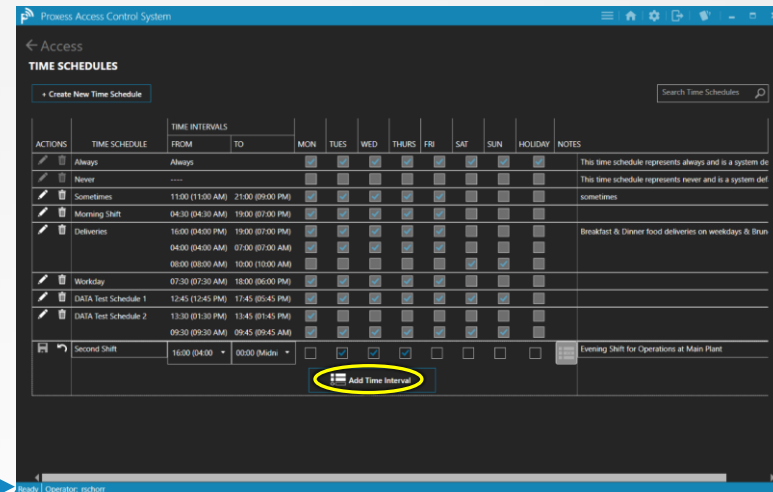 Proxess Access Control System
Access
TIME SCHEDULES
+ Create New Time Schedule
Search Time Schedules
TIME INTERVALS
ACTIONS TIME SCHEDULE FROM TO MON TUES WED THURS FRI SAT SUN HOLIDAY NOTES
Always Always This time schedule represents always and is a system de
Never ---- This time schedule represents never and is a system def
Sometimes 11:00 (11:00 AM) 21:00 (09:00 PM) sometimes
Morning Shift 04:30 (04:30 AM) 19:00 (07:00 PM)
Deliveries 16:00 (04:00 PM) 19:00 (07:00 PM) Breakfast & Dinner food deliveries on weekdays & Brun
04:00 (04:00 AM) 07:00 (07:00 AM)
08:00 (08:00 AM) 10:00 (10:00 AM)
Workday 07:30 (07:30 AM) 18:00 (06:00 PM)
DATA Test Schedule 1 12:45 (12:45 PM) 17:45 (05:45 PM)
DATA Test Schedule 2 13:30 (01:30 PM) 13:45 (01:45 PM)
09:30 (09:30 AM) 09:45 (09:45 AM)
Second Shift 16:00 (04:00 00:00 (Midni Evening Shift for Operations at Main Plant
Add Time Interval
Ready Operator: rschorr